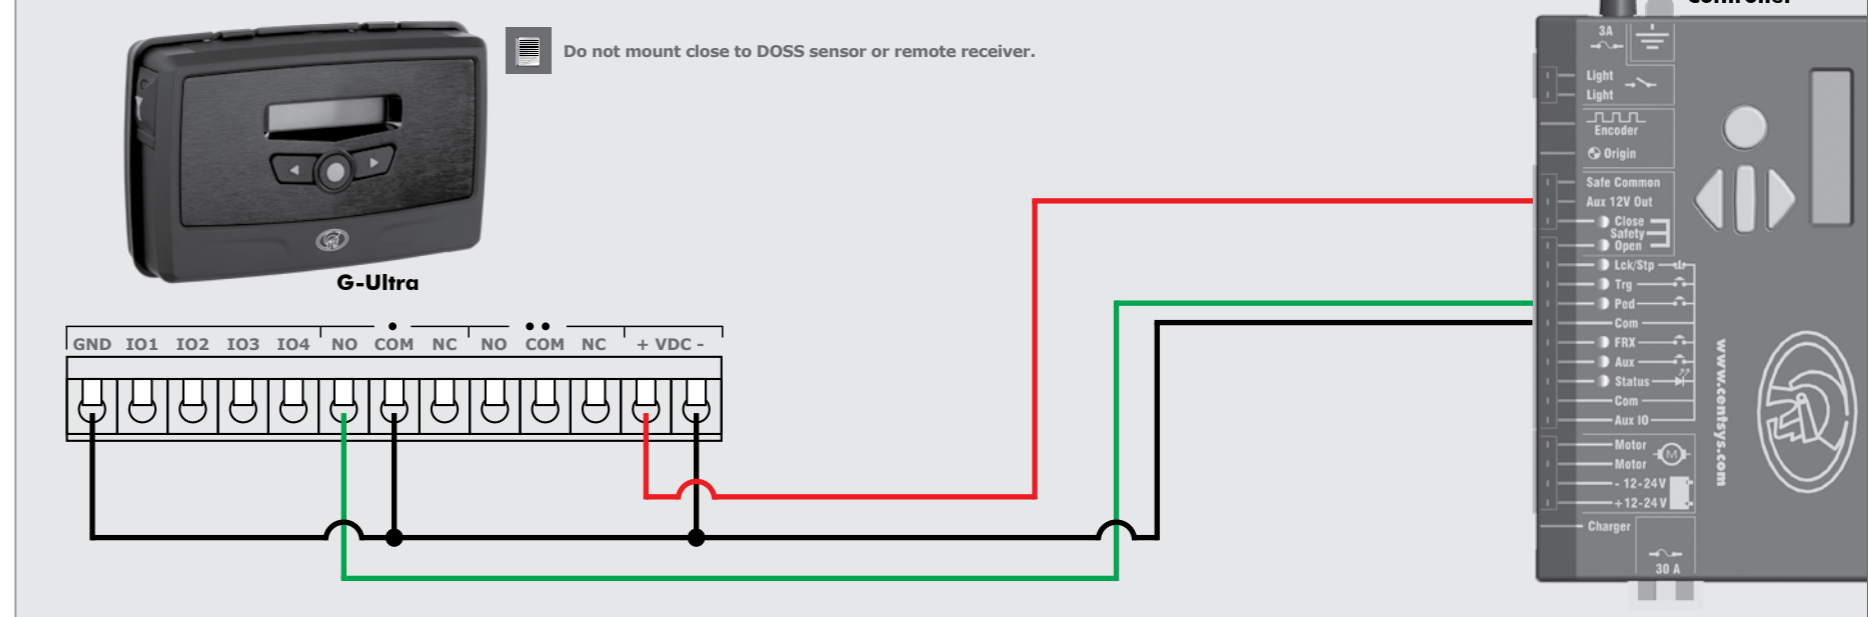 Controller
Do not mount close to DOSS sensor or remote receiver.
G-Ultra
GND IO1 IO2 IO3 IO4 NO COM NC NO COM NC + VDC -
3A
Light
Light
Encoder
Origin
Safe Common
Aux 12V Out
Close
Safety
Open
Lck/Stp
Trg
Ped
Com
FRX
Aux
Status
Com
Aux IO
Motor
M
Motor
- 12-24V
+12-24V
Charger
30 A
www.centsys.com